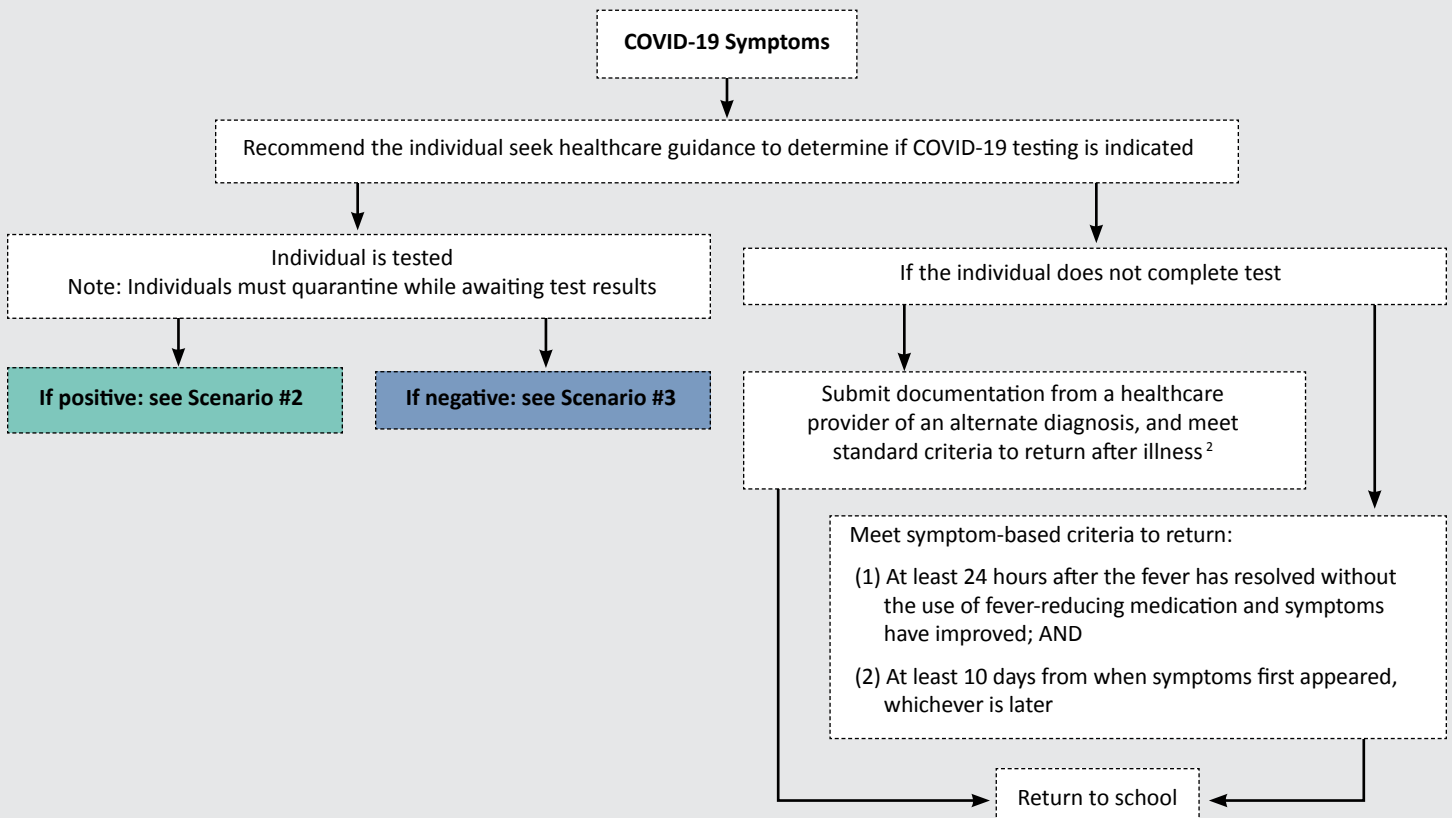 COVID-19 Symptoms
Recommend the individual seek healthcare guidance to determine if COVID-19 testing is indicated
Individual is tested
Note: Individuals must quarantine while awaiting test results
If the individual does not complete test
If positive: see Scenario #2
If negative: see Scenario #3
Submit documentation from a healthcare
provider of an alternate diagnosis, and meet
standard criteria to return after illness ²
Meet symptom-based criteria to return:
(1) At least 24 hours after the fever has resolved without
the use of fever-reducing medication and symptoms
have improved; AND
(2) At least 10 days from when symptoms first appeared,
whichever is later
Return to school